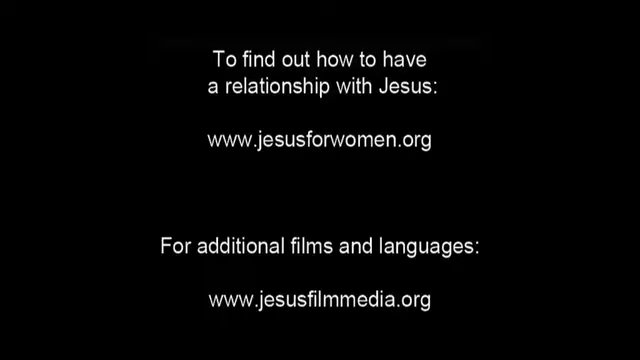 To find out how to have
a relationship with Jesus:
www.jesusforwomen.org
For additional films and languages:
www.jesusfilmmedia.org